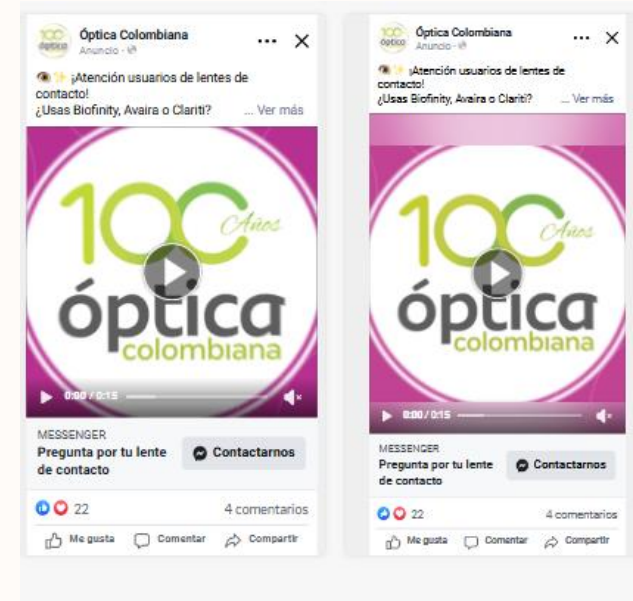 Óptica Colombiana
Anuncio ·
¡Atención usuarios de lentes de
contacto!
¿Usas Biofinity, Avaira o Clariti? ... Ver más
100
Años
óptica
colombiana
0:00 / 0:15
MESSENGER
Pregunta por tu lente
de contacto
Contactarnos
22
4 comentarios
Me gusta Comentar Compartir
Óptica Colombiana
Anuncio ·
¡Atención usuarios de lentes de
contacto!
¿Usas Biofinity, Avaira o Clariti? ... Ver más
100
Años
óptica
colombiana
0:00 / 0:15
MESSENGER
Pregunta por tu lente
de contacto
Contactarnos
22
4 comentarios
Me gusta Comentar Compartir